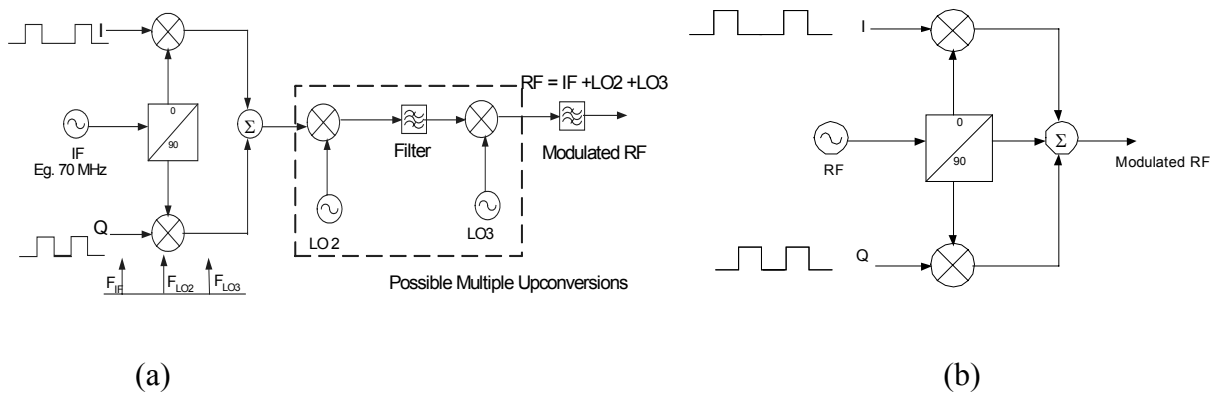 I
0
90
IF
Eg. 70 MHz
Σ
RF = IF +LO2 +LO3
Filter
Modulated RF
LO 2
LO3
Q
F_IF
F_LO2
F_LO3
Possible Multiple Upconversions
(a)
I
0
90
RF
Σ
Modulated RF
Q
(b)